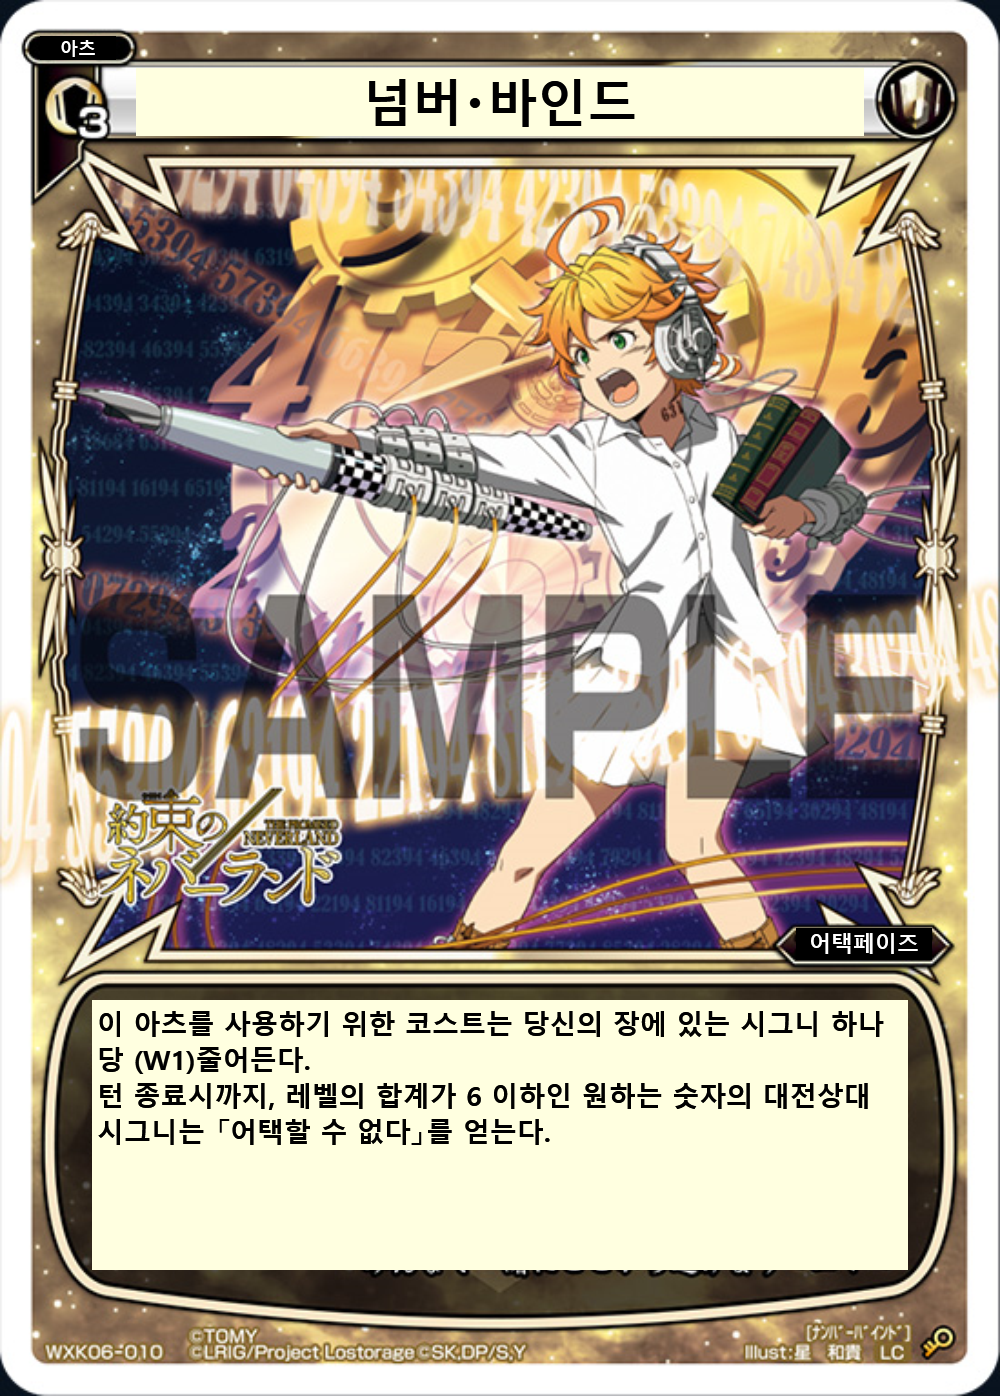 아츠
3
넘버·바인드
631
SAMPLE
約束の
ネバーランド
THE PROMISED
NEVERLAND
어택페이즈
이 아츠를 사용하기 위한 코스트는 당신의 장에 있는 시그니 하나
당 (W1)줄어든다.
턴 종료시까지, 레벨의 합계가 6 이하인 원하는 숫자의 대전상대
시그니는 「어택할 수 없다」를 얻는다.
©TOMY
[ﾅﾝﾊﾞｰﾊﾞｲﾝﾄﾞ]
WXK06-010
©LRIG/Project Lostorage ©SK,DP/S,Y
Illust:星 和貴 LC